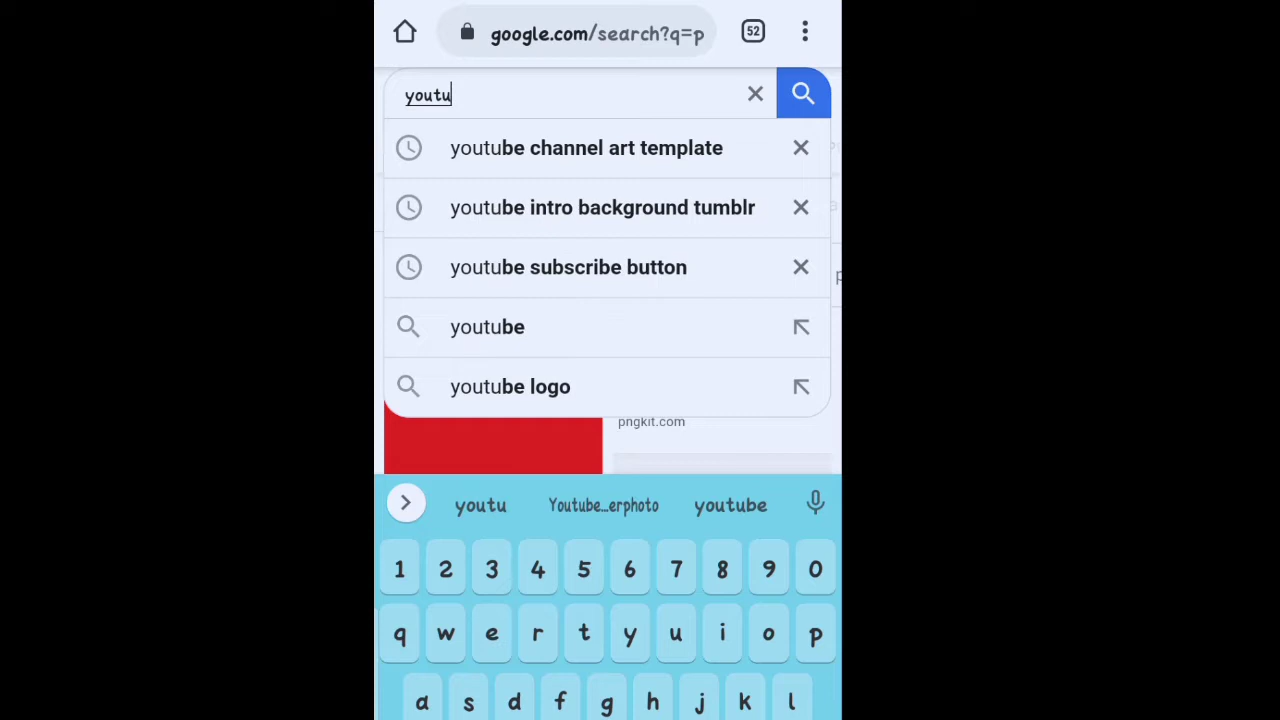 google.com/search?q=p
52
youtu
youtube channel art template
youtube intro background tumblr
youtube subscribe button
youtube
youtube logo
pngkit.com
youtu Youtube...erphoto youtube
1 2 3 4 5 6 7 8 9 0
q w e r t y u i o p
a s d f g h j k l